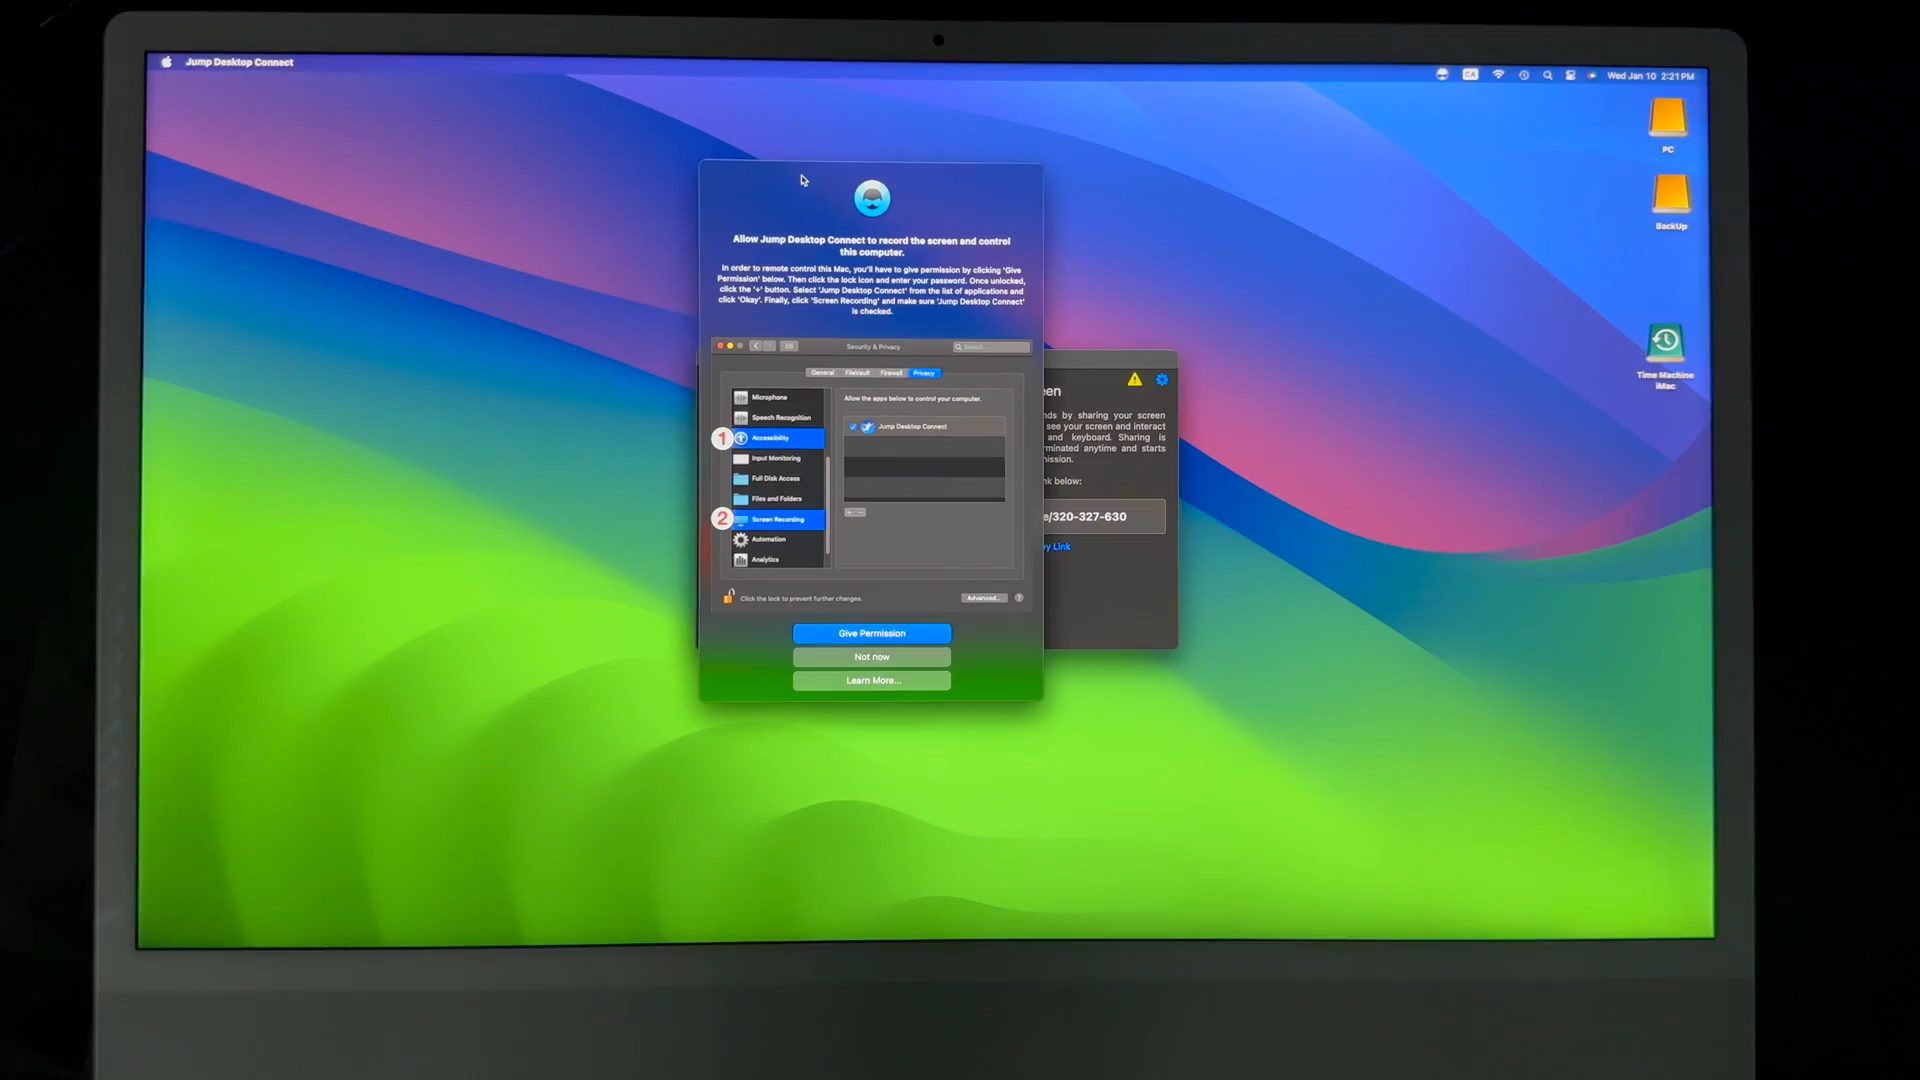 Jump Desktop Connect
CA
Wed Jan 10 2:21 PM
PC
BackUp
Time Machine
iMac
Allow Jump Desktop Connect to record the screen and control
this computer.
In order to remote control this Mac, you'll have to give permission by clicking 'Give
Permission' below. Then click the lock icon and enter your password. Once unlocked,
click the '+' button. Select 'Jump Desktop Connect' from the list of applications and
click 'Okay'. Finally, click 'Screen Recording' and make sure 'Jump Desktop Connect'
is checked.
Security & Privacy
Search
General FileVault Firewall Privacy
Microphone
Speech Recognition
1 Accessibility
Input Monitoring
Full Disk Access
Files and Folders
2 Screen Recording
Automation
Analytics
Allow the apps below to control your computer.
Jump Desktop Connect
+ −
Click the lock to prevent further changes.
Advanced... ?
Give Permission
Not now
Learn More...
een
nds by sharing your screen
see your screen and interact
and keyboard. Sharing is
minated anytime and starts
ission.
nk below:
e/320-327-630
y Link